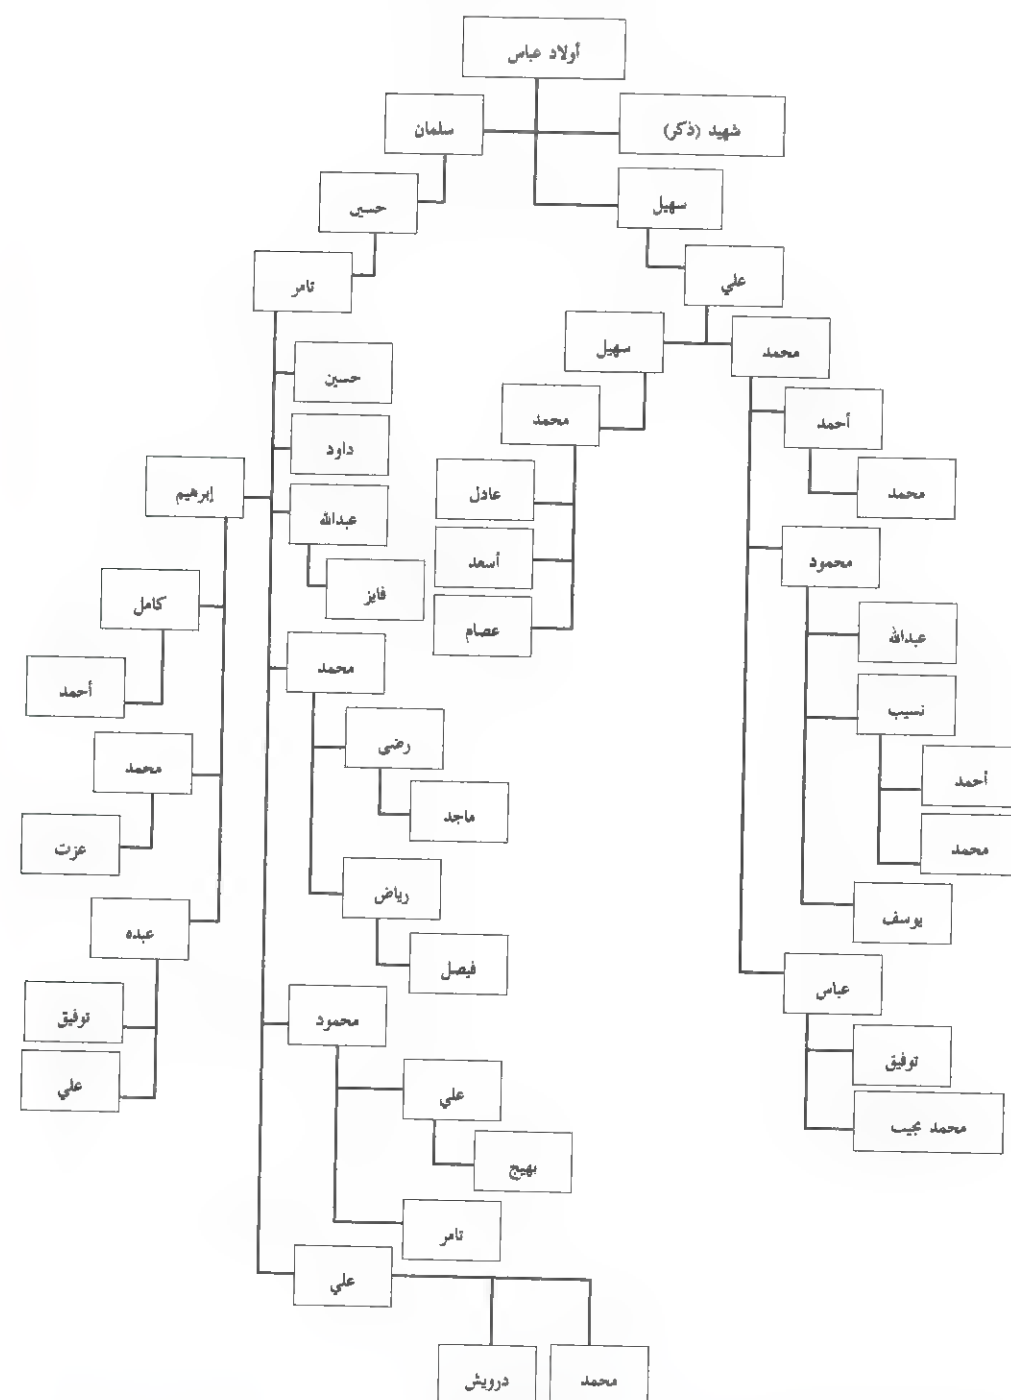 أولاد عباس
سلمان
شهيد (ذكر)
حسين
سهيل
تامر
علي
سهيل
محمد
حسين
محمد
أحمد
داود
إبرهيم
عادل
محمد
عبدالله
أسعد
محمود
فايز
كامل
عصام
عبدالله
محمد
أحمد
نسيب
رضى
محمد
أحمد
ماجد
عزت
محمد
رياض
عبده
يوسف
فيصل
عباس
توفيق
محمود
توفيق
علي
علي
محمد مجيب
بهيج
تامر
علي
درويش
محمد